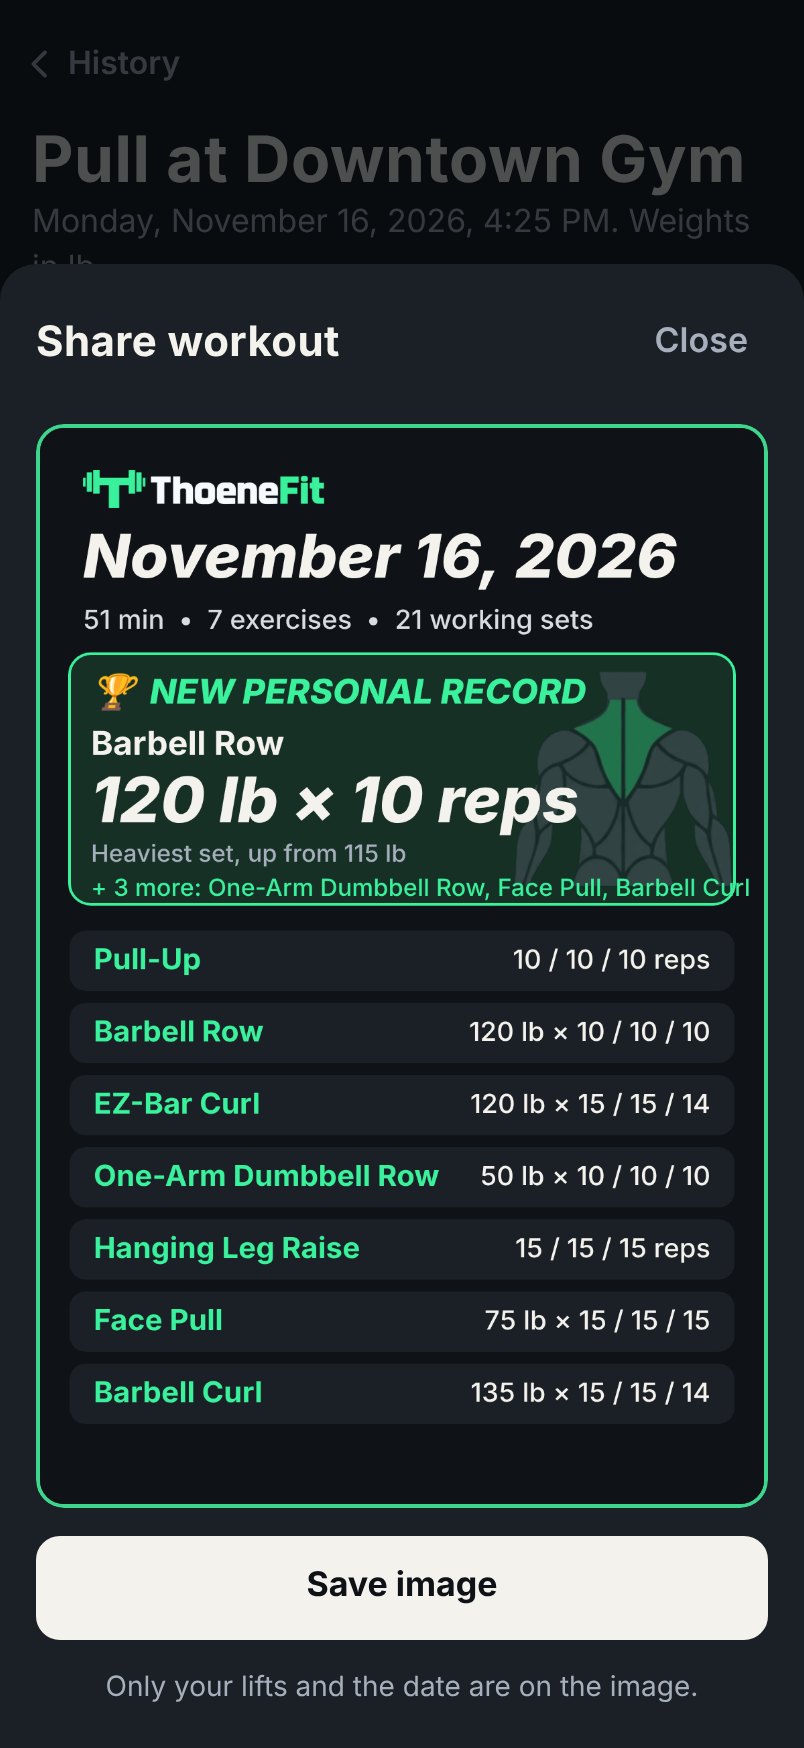 History
Pull at Downtown Gym
Monday, November 16, 2026, 4:25 PM. Weights
in lb
Share workout
Close
ThoeneFit
November 16, 2026
51 min • 7 exercises • 21 working sets
🏆 NEW PERSONAL RECORD
Barbell Row
120 lb × 10 reps
Heaviest set, up from 115 lb
+ 3 more: One-Arm Dumbbell Row, Face Pull, Barbell Curl
Pull-Up 10 / 10 / 10 reps
Barbell Row 120 lb × 10 / 10 / 10
EZ-Bar Curl 120 lb × 15 / 15 / 14
One-Arm Dumbbell Row 50 lb × 10 / 10 / 10
Hanging Leg Raise 15 / 15 / 15 reps
Face Pull 75 lb × 15 / 15 / 15
Barbell Curl 135 lb × 15 / 15 / 14
Save image
Only your lifts and the date are on the image.